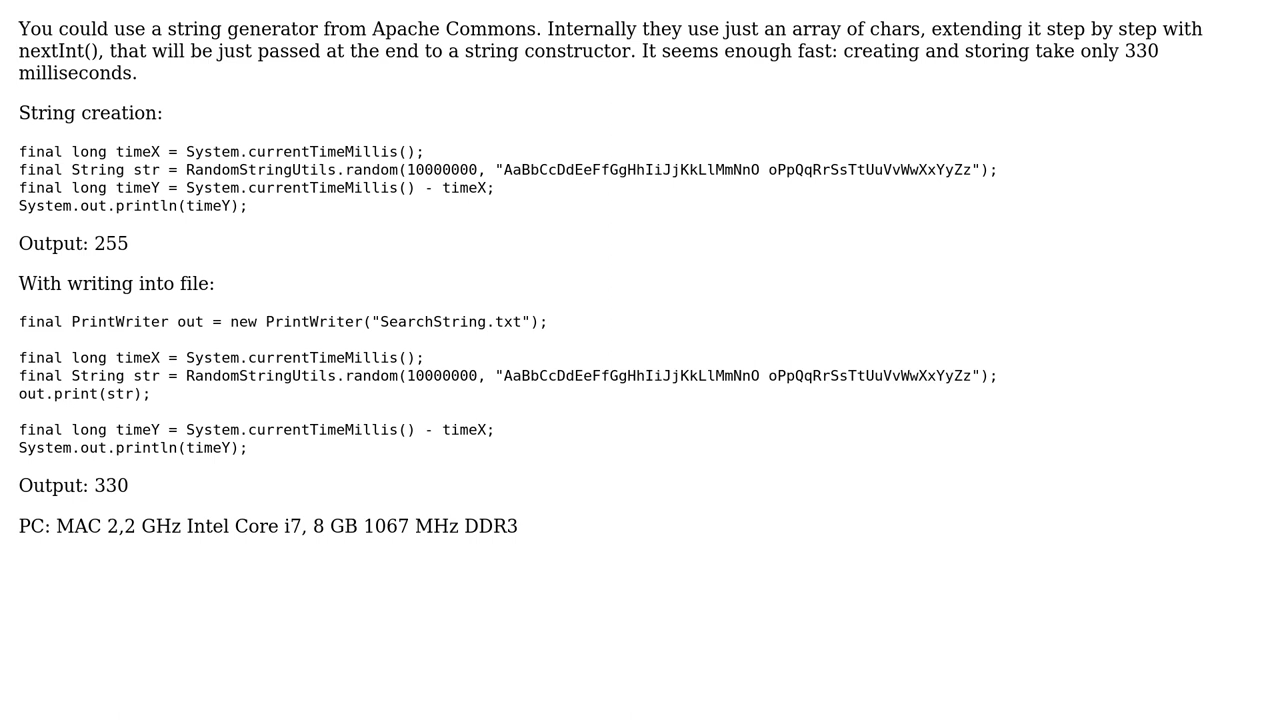 You could use a string generator from Apache Commons. Internally they use just an array of chars, extending it step by step with
nextInt(), that will be just passed at the end to a string constructor. It seems enough fast: creating and storing take only 330
milliseconds.
String creation:
final long timeX = System.currentTimeMillis();
final String str = RandomStringUtils.random(10000000, "AaBbCcDdEeFfGgHhIiJjKkLlMmNnO oPpQqRrSsTtUuVvWwXxYyZz");
final long timeY = System.currentTimeMillis() - timeX;
System.out.println(timeY);
Output: 255
With writing into file:
final PrintWriter out = new PrintWriter("SearchString.txt");
final long timeX = System.currentTimeMillis();
final String str = RandomStringUtils.random(10000000, "AaBbCcDdEeFfGgHhIiJjKkLlMmNnO oPpQqRrSsTtUuVvWwXxYyZz");
out.print(str);
final long timeY = System.currentTimeMillis() - timeX;
System.out.println(timeY);
Output: 330
PC: MAC 2,2 GHz Intel Core i7, 8 GB 1067 MHz DDR3